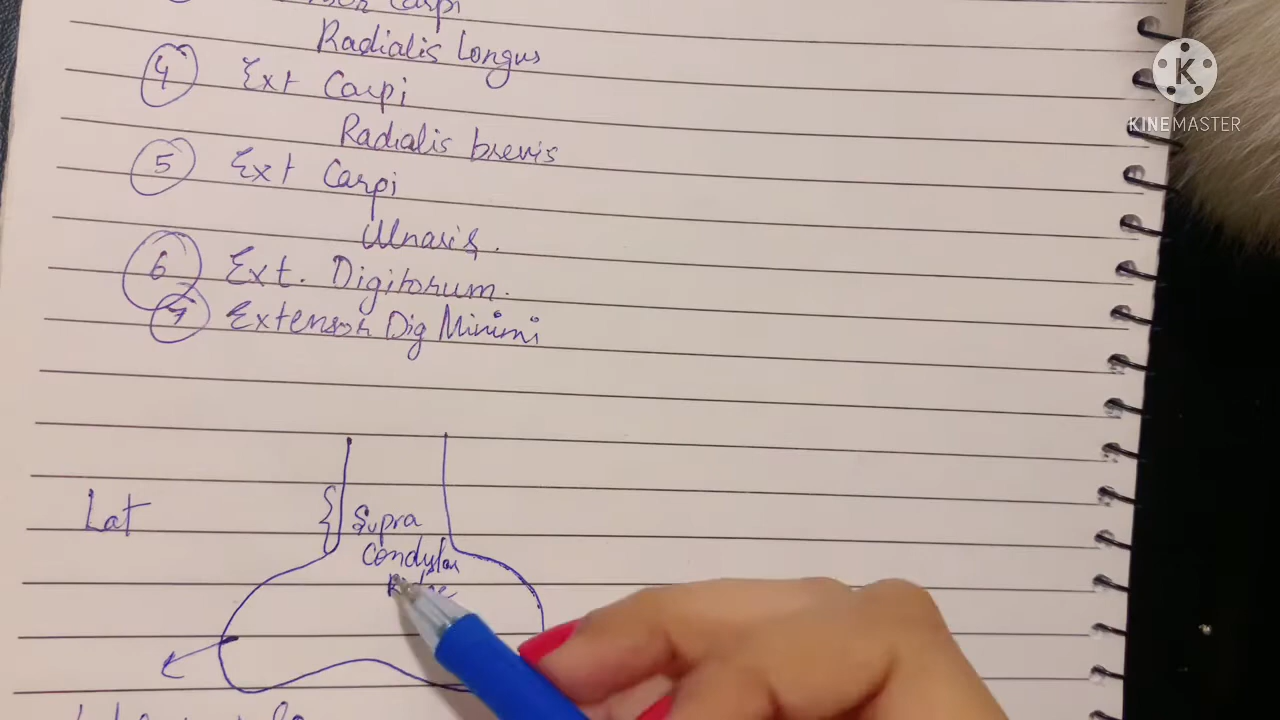 Carpi
Radialis Longus
4 Ext Carpi
Radialis brevis
5 Ext Carpi
Ulnaris.
6 Ext. Digitorum.
7 Extensor Dig Minimi
Lat
Supra
Condylar
K
KINEMASTER